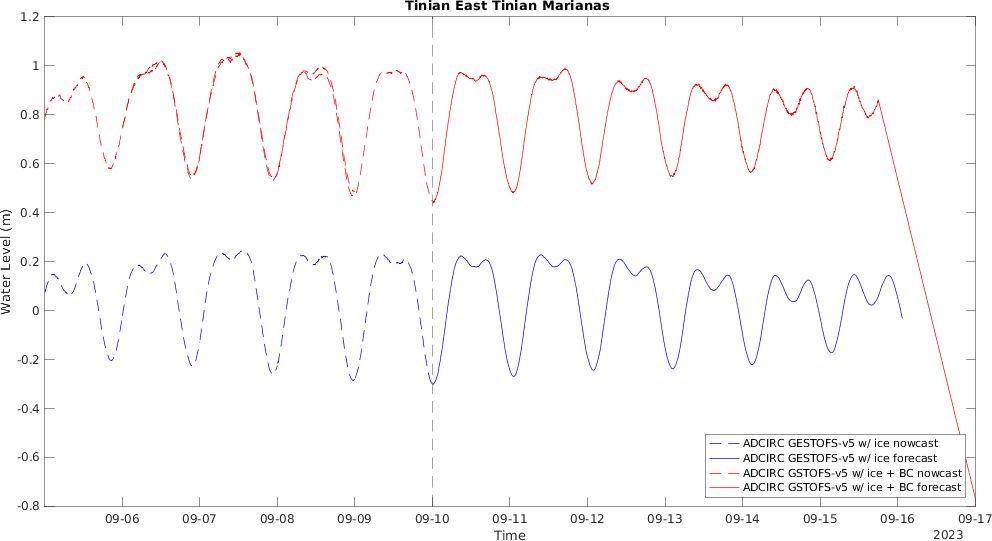 Tinian East Tinian Marianas
1.2
1
0.8
0.6
0.4
0.2
0
-0.2
-0.4
-0.6
-0.8
Water Level (m)
ADCIRC GESTOFS-v5 w/ ice nowcast
ADCIRC GESTOFS-v5 w/ ice forecast
ADCIRC GSTOFS-v5 w/ ice + BC nowcast
ADCIRC GSTOFS-v5 w/ ice + BC forecast
09-06 09-07 09-08 09-09 09-10 09-11 09-12 09-13 09-14 09-15 09-16 09-17
Time
2023